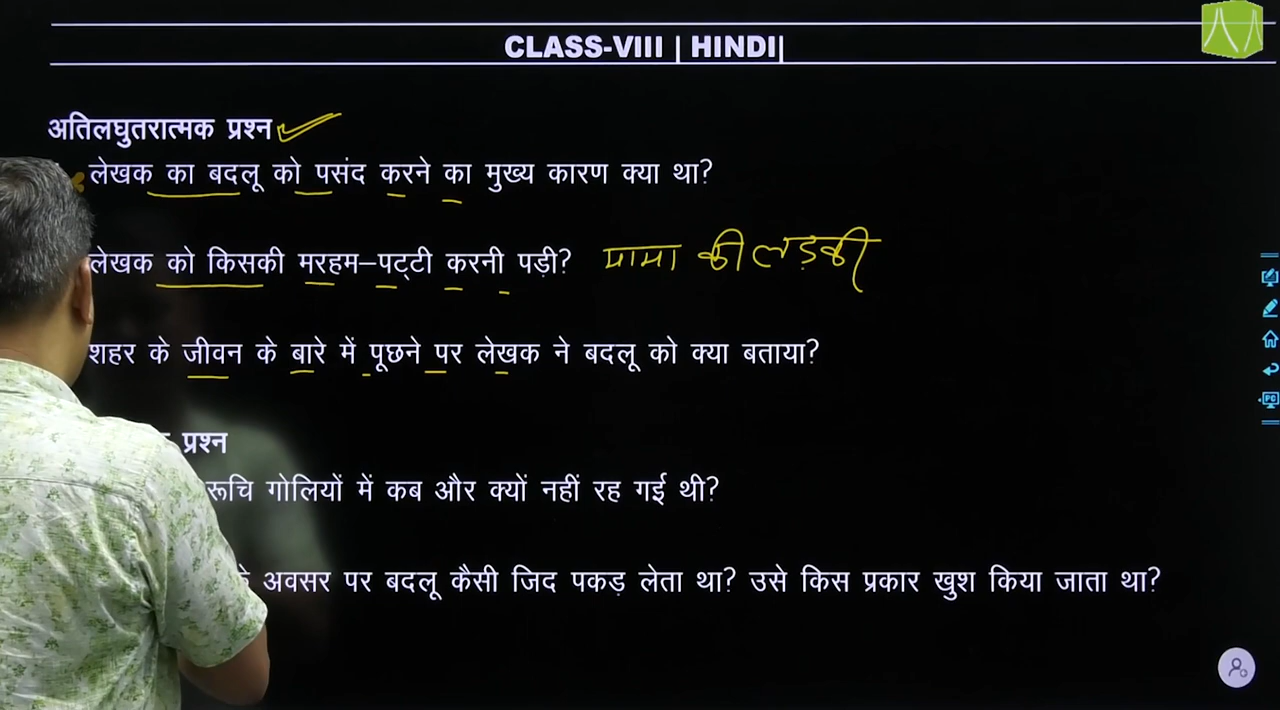 CLASS-VIII | HINDI|
अतिलघुतरात्मक प्रश्न
लेखक का बदलू को पसंद करने का मुख्य कारण क्या था?
लेखक को किसकी मरहम–पट्टी करनी पड़ी? मामा की लड़की
शहर के जीवन के बारे में पूछने पर लेखक ने बदलू को क्या बताया?
प्रश्न
रूचि गोलियों में कब और क्यों नहीं रह गई थी?
के अवसर पर बदलू कैसी जिद पकड़ लेता था? उसे किस प्रकार खुश किया जाता था?
PC